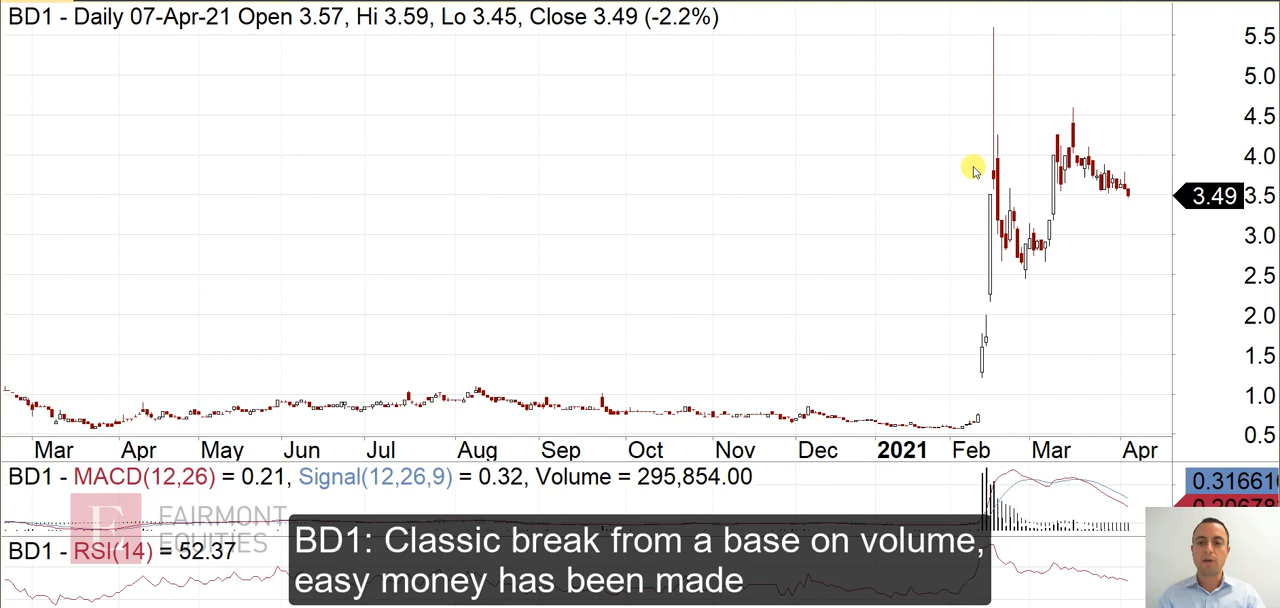 BD1 - Daily 07-Apr-21 Open 3.57, Hi 3.59, Lo 3.45, Close 3.49 (-2.2%)
5.5
5.0
4.5
4.0
3.5
3.49
3.0
2.5
2.0
1.5
1.0
0.5
Mar Apr May Jun Jul Aug Sep Oct Nov Dec 2021 Feb Mar Apr
BD1 - MACD(12,26) = 0.21, Signal(12,26,9) = 0.32, Volume = 295,854.00
0.316610
E FAIRMONT
EQUITIES
BD1 - RSI(14) = 52.37
BD1: Classic break from a base on volume,
easy money has been made